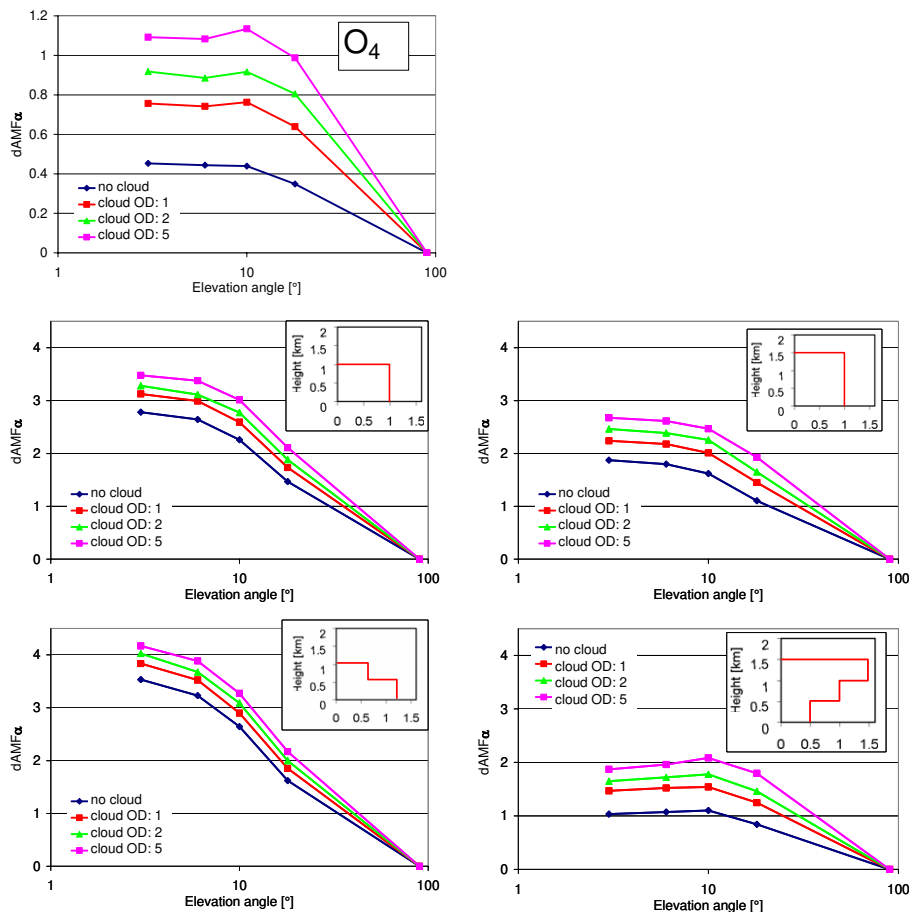 1.2
1
0.8
0.6
0.4
0.2
0
dAMFα
O4
no cloud
cloud OD: 1
cloud OD: 2
cloud OD: 5
1 10 100
Elevation angle [°]
4
3
2
1
0
dAMFα
Height [km]
2
1.5
1
0.5
0
0 0.5 1 1.5
no cloud
cloud OD: 1
cloud OD: 2
cloud OD: 5
1 10 100
Elevation angle [°]
4
3
2
1
0
dAMFα
Height [km]
2
1.5
1
0.5
0
0 0.5 1 1.5
no cloud
cloud OD: 1
cloud OD: 2
cloud OD: 5
1 10 100
Elevation angle [°]
4
3
2
1
0
dAMFα
Height [km]
2
1.5
1
0.5
0
0 0.5 1 1.5
no cloud
cloud OD: 1
cloud OD: 2
cloud OD: 5
1 10 100
Elevation angle [°]
4
3
2
1
0
dAMFα
no cloud
cloud OD: 1
cloud OD: 2
cloud OD: 5
Height [km]
2
1.5
1
0.5
0
0 0.5 1 1.5
1 10 100
Elevation angle [°]